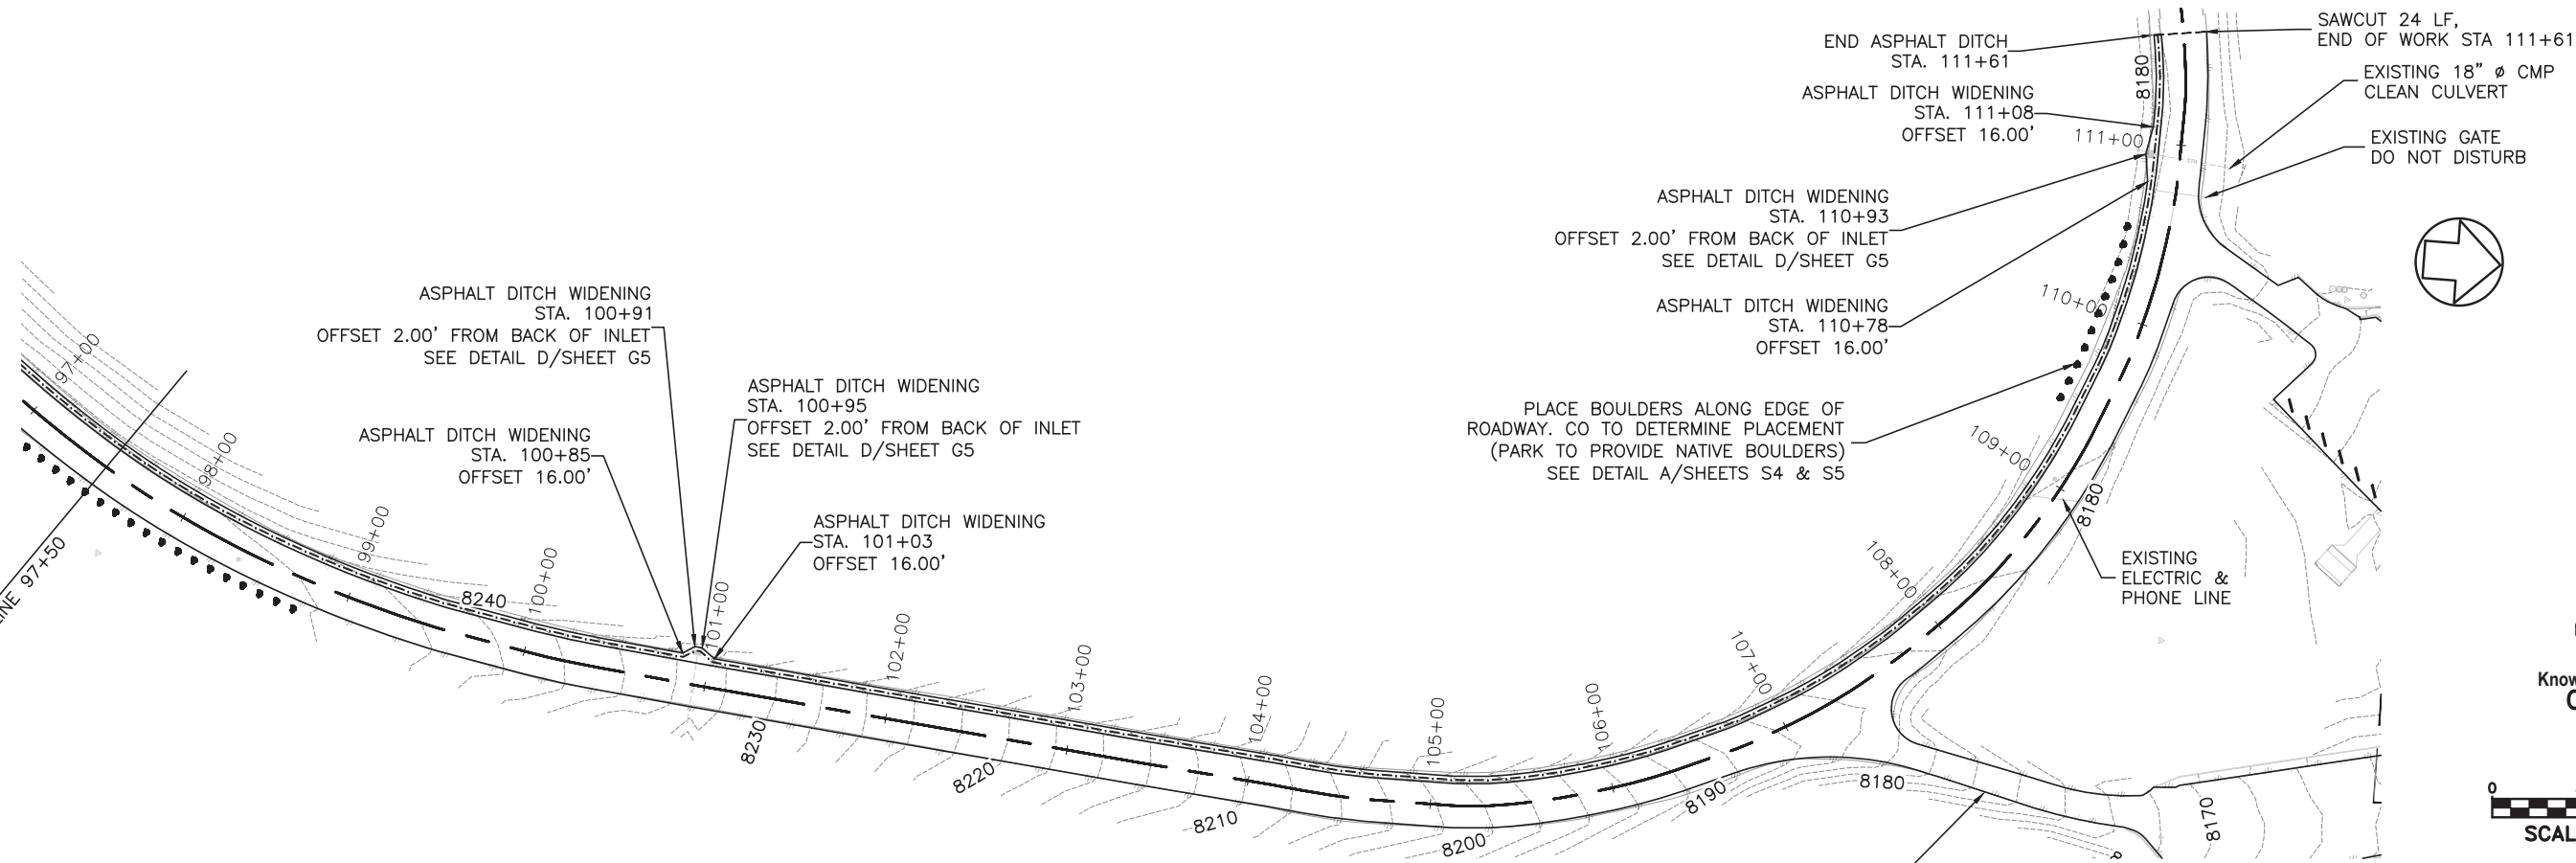 END ASPHALT DITCH
STA. 111+61
ASPHALT DITCH WIDENING
STA. 111+08
OFFSET 16.00'
SAWCUT 24 LF,
END OF WORK STA 111+61
EXISTING 18" ø CMP
CLEAN CULVERT
EXISTING GATE
DO NOT DISTURB
8180
111+00
ASPHALT DITCH WIDENING
STA. 110+93
OFFSET 2.00' FROM BACK OF INLET
SEE DETAIL D/SHEET G5
ASPHALT DITCH WIDENING
STA. 110+78
OFFSET 16.00'
110+00
PLACE BOULDERS ALONG EDGE OF
ROADWAY. CO TO DETERMINE PLACEMENT
(PARK TO PROVIDE NATIVE BOULDERS)
SEE DETAIL A/SHEETS S4 & S5
109+00
8180
EXISTING
ELECTRIC &
PHONE LINE
108+00
107+00
ASPHALT DITCH WIDENING
STA. 100+91
OFFSET 2.00' FROM BACK OF INLET
SEE DETAIL D/SHEET G5
ASPHALT DITCH WIDENING
STA. 100+95
OFFSET 2.00' FROM BACK OF INLET
SEE DETAIL D/SHEET G5
ASPHALT DITCH WIDENING
STA. 100+85
OFFSET 16.00'
ASPHALT DITCH WIDENING
STA. 101+03
OFFSET 16.00'
97+00
98+00
99+00
97+50
8240
100+00
101+00
102+00
103+00
104+00
105+00
106+00
8230
8220
8210
8200
8190
8180
8170
Know
0
SCAL